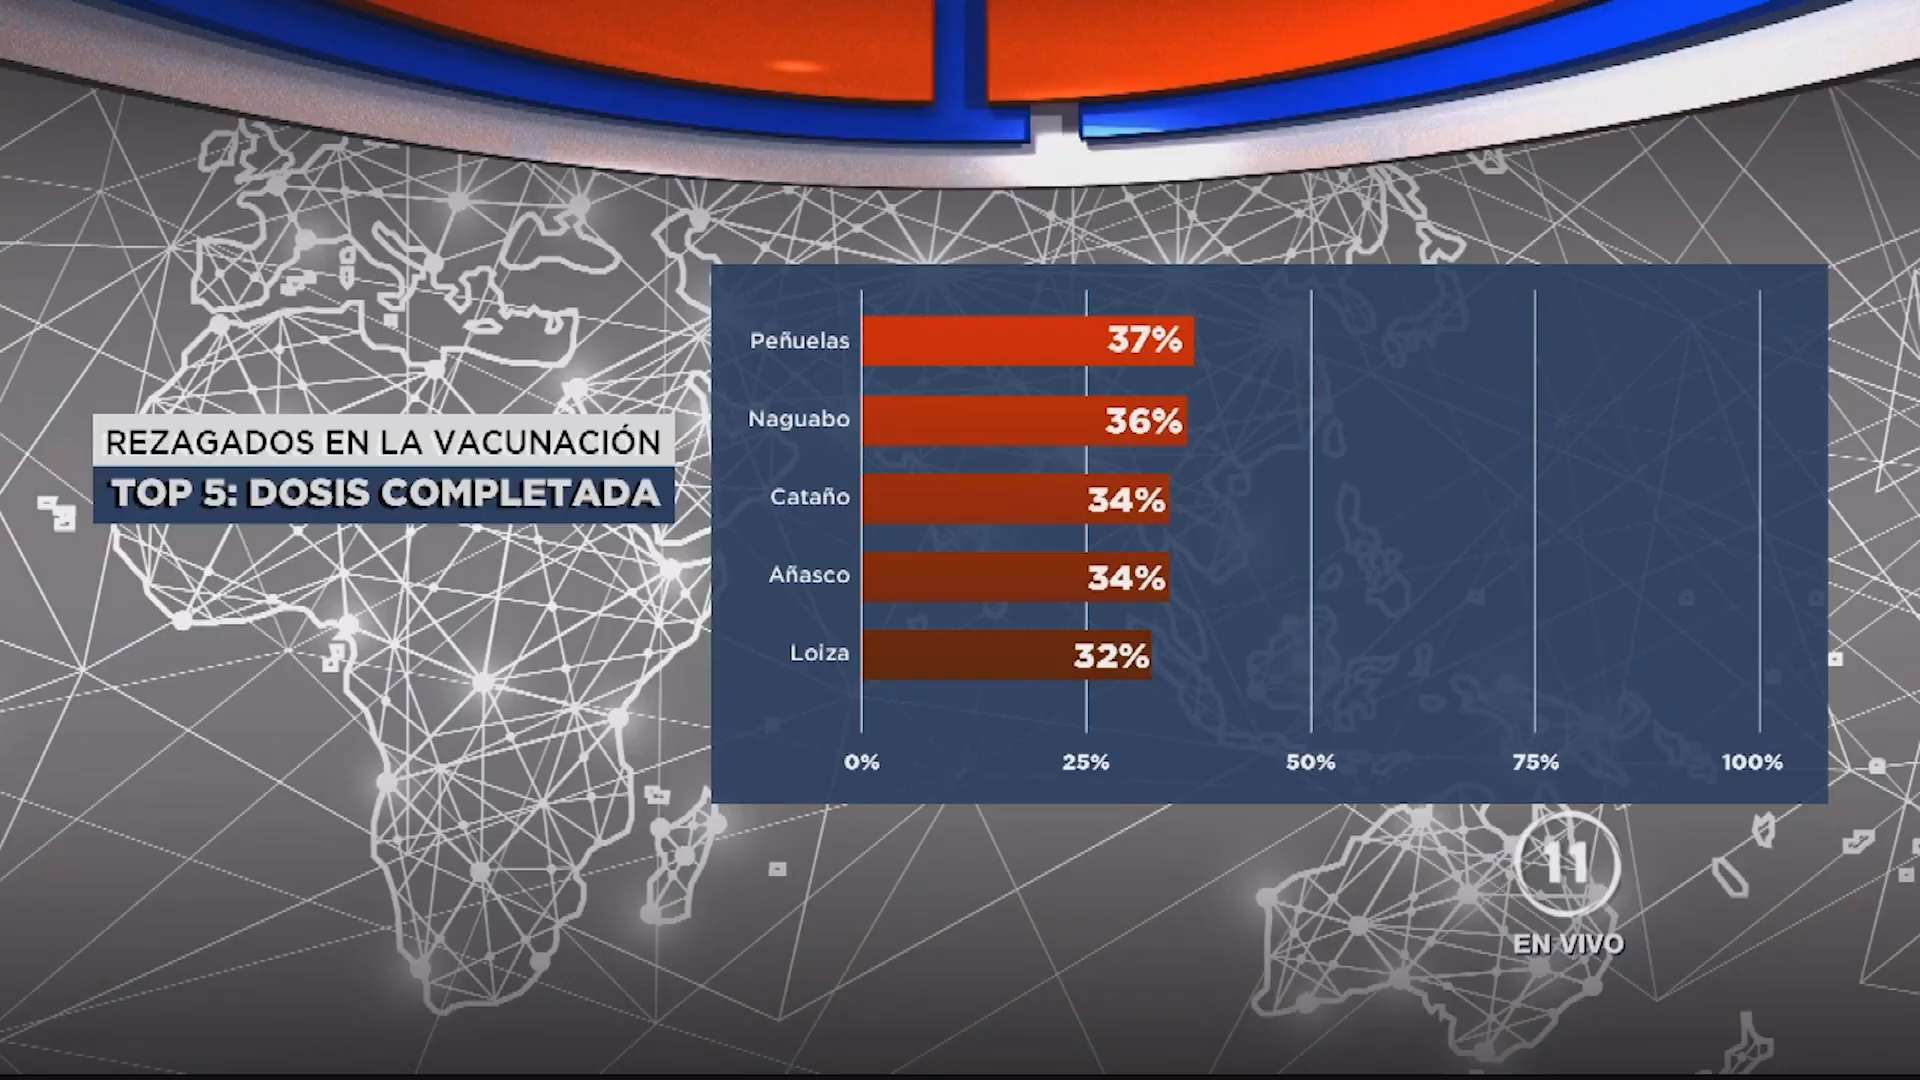 REZAGADOS EN LA VACUNACIÓN
TOP 5: DOSIS COMPLETADA
Peñuelas 37%
Naguabo 36%
Cataño 34%
Añasco 34%
Loiza 32%
0% 25% 50% 75% 100%
11
EN VIVO